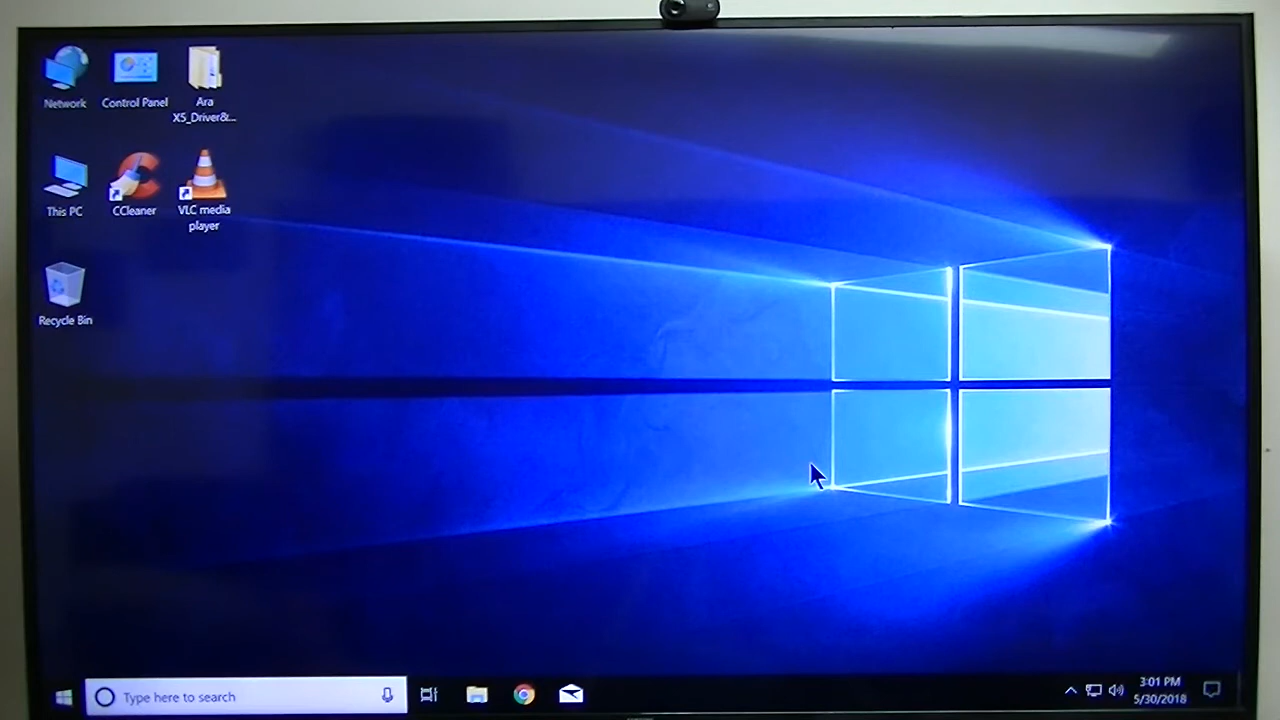 Network
Control Panel
Ara
X5_Driver&...
This PC
CCleaner
VLC media
player
Recycle Bin
Type here to search
3:01 PM
5/30/2018